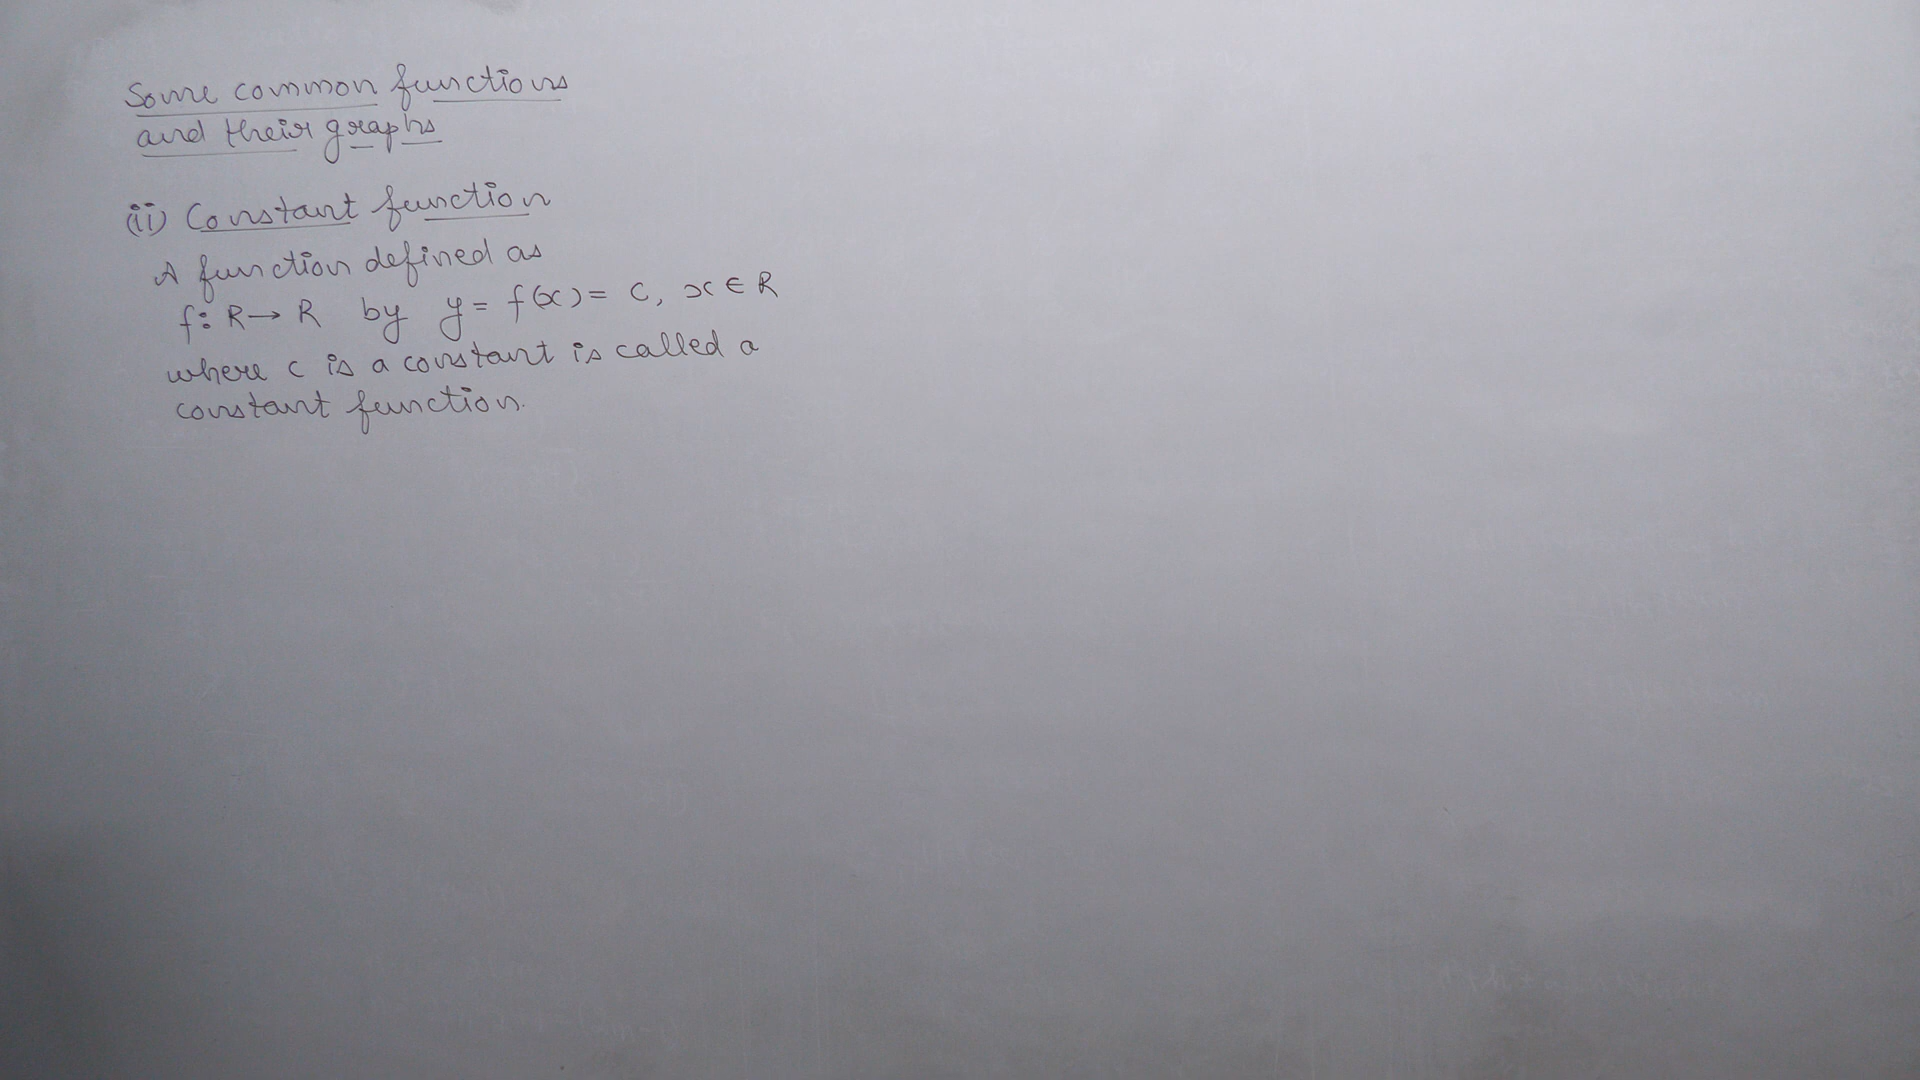 Some common functions
and their graphs
(ii) Constant function
A function defined as
f: R → R by y = f(x) = c, x ∈ R
where c is a constant is called a
constant function.